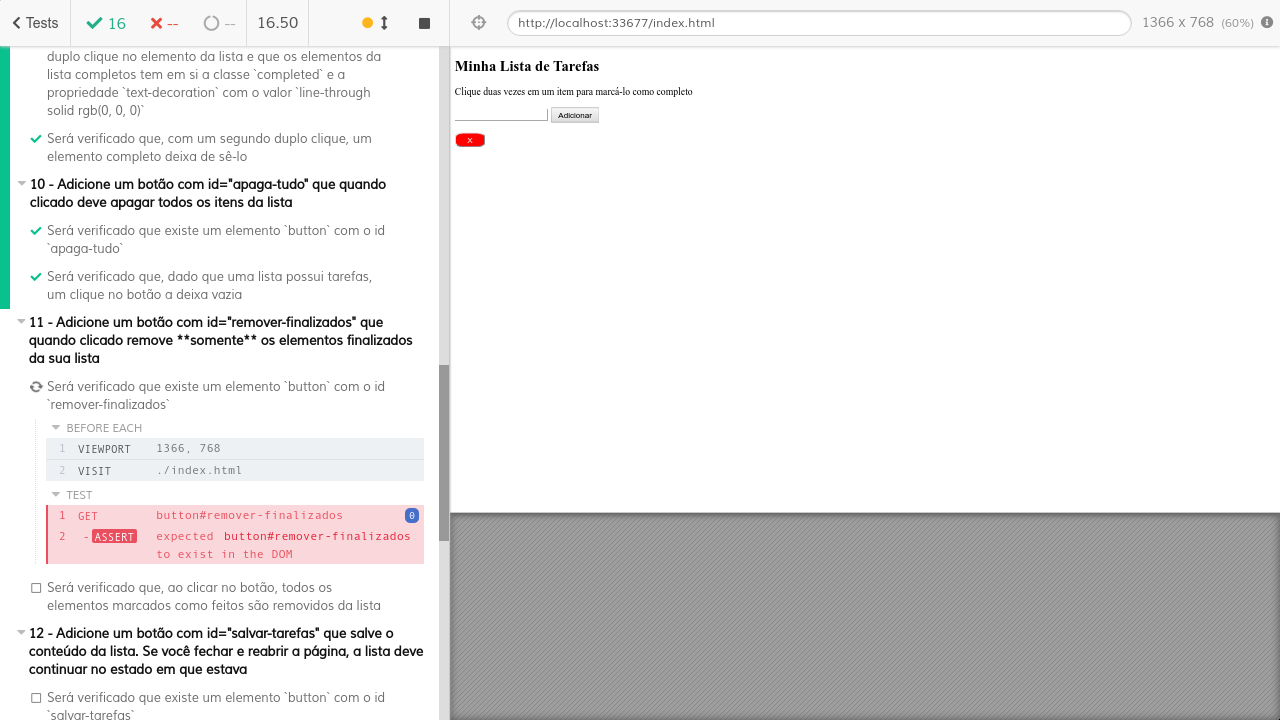 Tests
16
--
--
16.50
http://localhost:33677/index.html
1366 x 768 (60%)
duplo clique no elemento da lista e que os elementos da
lista completos tem em si a classe `completed` e a
propriedade `text-decoration` com o valor `line-through
solid rgb(0, 0, 0)`
Será verificado que, com um segundo duplo clique, um
elemento completo deixa de sê-lo
10 - Adicione um botão com id="apaga-tudo" que quando
clicado deve apagar todos os itens da lista
Será verificado que existe um elemento `button` com o id
`apaga-tudo`
Será verificado que, dado que uma lista possui tarefas,
um clique no botão a deixa vazia
11 - Adicione um botão com id="remover-finalizados" que
quando clicado remove **somente** os elementos finalizados
da sua lista
Será verificado que existe um elemento `button` com o id
`remover-finalizados`
BEFORE EACH
1 VIEWPORT 1366, 768
2 VISIT ./index.html
TEST
1 GET button#remover-finalizados 0
2 -ASSERT expected button#remover-finalizados
to exist in the DOM
Será verificado que, ao clicar no botão, todos os
elementos marcados como feitos são removidos da lista
12 - Adicione um botão com id="salvar-tarefas" que salve o
conteúdo da lista. Se você fechar e reabrir a página, a lista deve
continuar no estado em que estava
Será verificado que existe um elemento `button` com o id
`salvar-tarefas`
Minha Lista de Tarefas
Clique duas vezes em um item para marcá-lo como completo
Adicionar
x